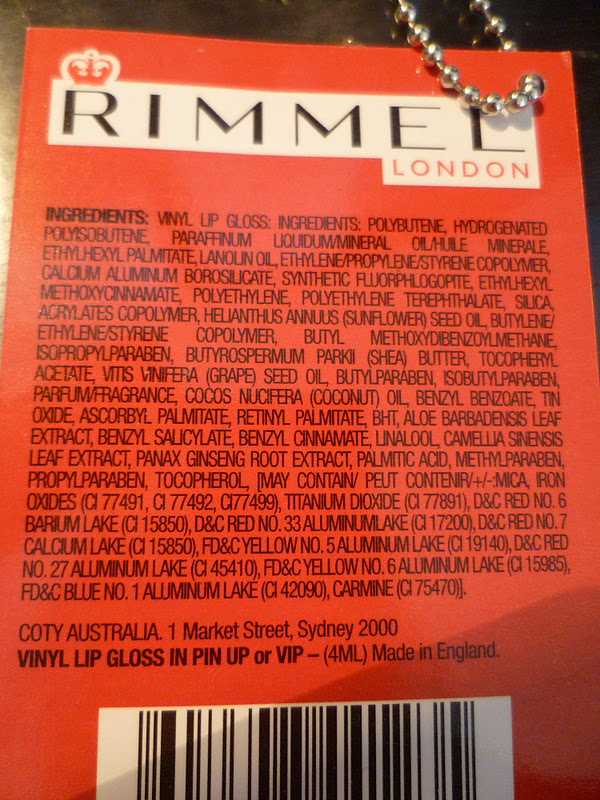 RIMMEL
LONDON
INGREDIENTS: VINYL LIP GLOSS: INGREDIENTS: POLYBUTENE, HYDROGENATED
POLYISOBUTENE, PARAFFINUM LIQUIDUM/MINERAL OIL/HUILE MINERALE,
ETHYLHEXYL PALMITATE, LANOLIN OIL, ETHYLENE/PROPYLENE/STYRENE COPOLYMER,
CALCIUM ALUMINUM BOROSILICATE, SYNTHETIC FLUORPHLOGOPITE, ETHYLHEXYL
METHOXYCINNAMATE, POLYETHYLENE, POLYETHYLENE TEREPHTHALATE, SILICA,
ACRYLATES COPOLYMER, HELIANTHUS ANNUUS (SUNFLOWER) SEED OIL, BUTYLENE/
ETHYLENE/STYRENE COPOLYMER, BUTYL METHOXYDIBENZOYLMETHANE,
ISOPROPYLPARABEN, BUTYROSPERMUM PARKII (SHEA) BUTTER, TOCOPHERYL
ACETATE, VITIS VINIFERA (GRAPE) SEED OIL, BUTYLPARABEN, ISOBUTYLPARABEN,
PARFUM/FRAGRANCE, COCOS NUCIFERA (COCONUT) OIL, BENZYL BENZOATE, TIN
OXIDE, ASCORBYL PALMITATE, RETINYL PALMITATE, BHT, ALOE BARBADENSIS LEAF
EXTRACT, BENZYL SALICYLATE, BENZYL CINNAMATE, LINALOOL, CAMELLIA SINENSIS
LEAF EXTRACT, PANAX GINSENG ROOT EXTRACT, PALMITIC ACID, METHYLPARABEN,
PROPYLPARABEN, TOCOPHEROL, [MAY CONTAIN/ PEUT CONTENIR/+/-:MICA, IRON
OXIDES (CI 77491, CI 77492, CI77499), TITANIUM DIOXIDE (CI 77891), D&C RED NO. 6
BARIUM LAKE (CI 15850), D&C RED NO. 33 ALUMINUMLAKE (CI 17200), D&C RED NO. 7
CALCIUM LAKE (CI 15850), FD&C YELLOW NO. 5 ALUMINUM LAKE (CI 19140), D&C RED
NO. 27 ALUMINUM LAKE (CI 45410), FD&C YELLOW NO. 6 ALUMINUM LAKE (CI 15985),
FD&C BLUE NO. 1 ALUMINUM LAKE (CI 42090), CARMINE (CI 75470)].
COTY AUSTRALIA. 1 Market Street, Sydney 2000
VINYL LIP GLOSS IN PIN UP or VIP – (4ML) Made in England.